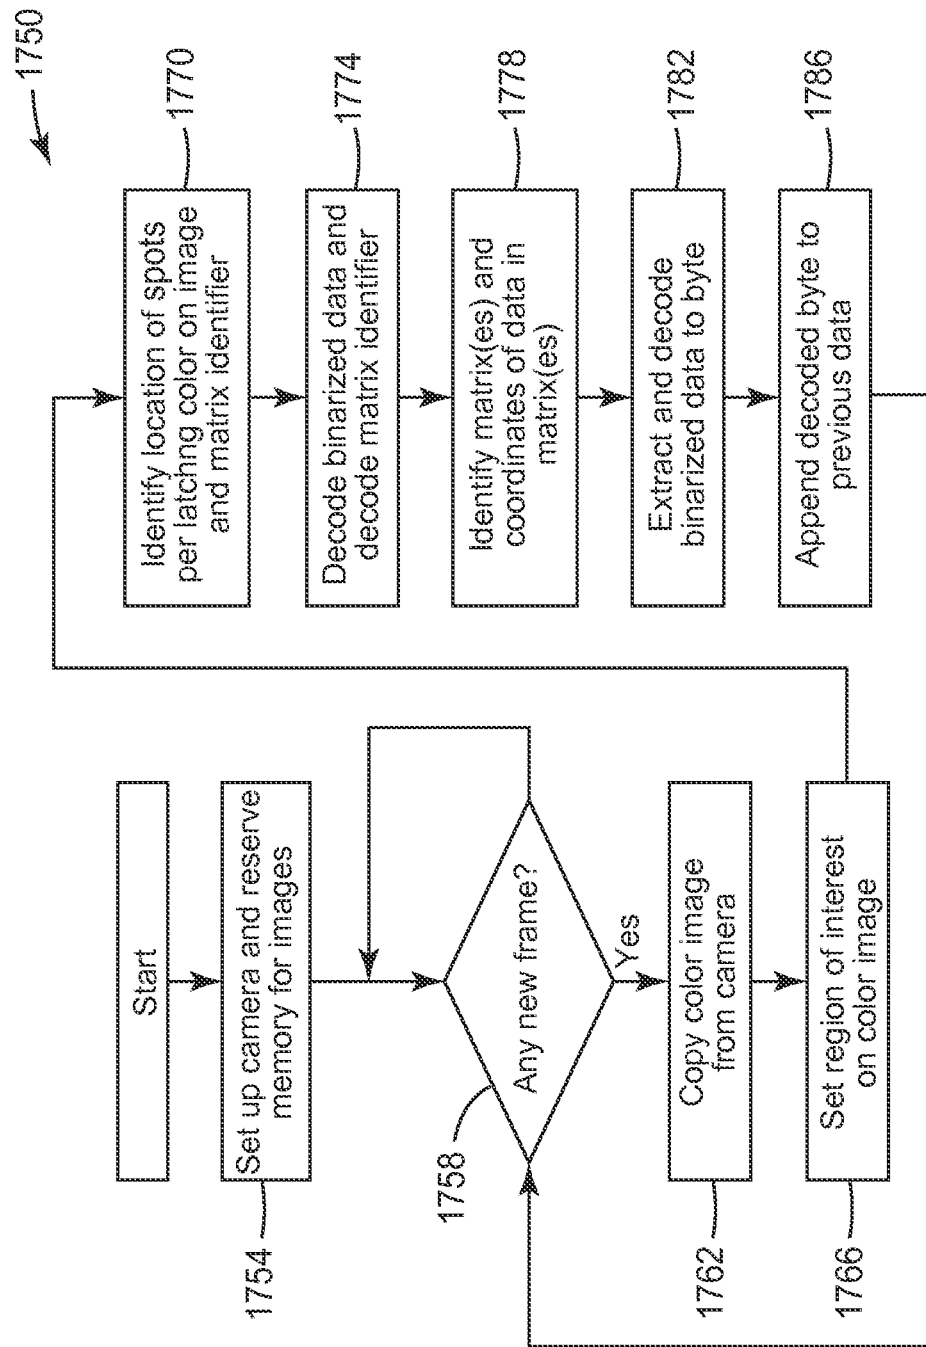 1750
Start
Set up camera and reserve
memory for images
1754
Any new frame?
1758
Yes
Copy color image
from camera
1762
Set region of interest
on color image
1766
Identify location of spots
per latchng color on image
and matrix identifier
1770
Decode binarized data and
decode matrix identifier
1774
Identify matrix(es) and
coordinates of data in
matrix(es)
1778
Extract and decode
binarized data to byte
1782
Append decoded byte to
previous data
1786